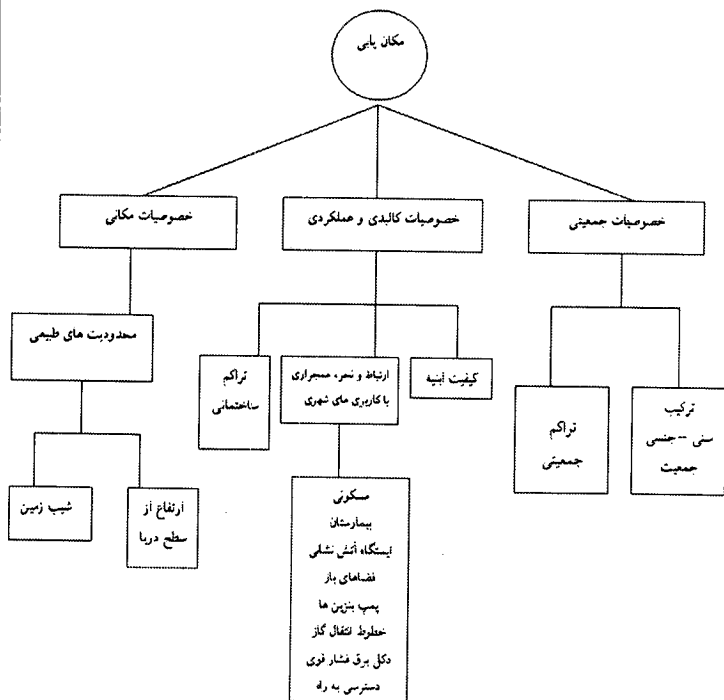 مکان یابی
خصوصیات جمعیتی
خصوصیات کالبدی و عملکردی
خصوصیات مکانی
ترکیب
سنی - جنسی
جمعیت
تراکم
جمعیتی
کیفیت ابنیه
ارتباط و نحوه همجواری
با کاربری های شهری
تراکم
ساختمانی
محدودیت های طبیعی
مسکونی
بیمارستان
ایستگاه آتش نشانی
فضاهای باز
پمپ بنزین ها
خطوط انتقال گاز
دکل برق فشار قوی
دسترسی به راه
ارتفاع از
سطح دریا
شیب زمین